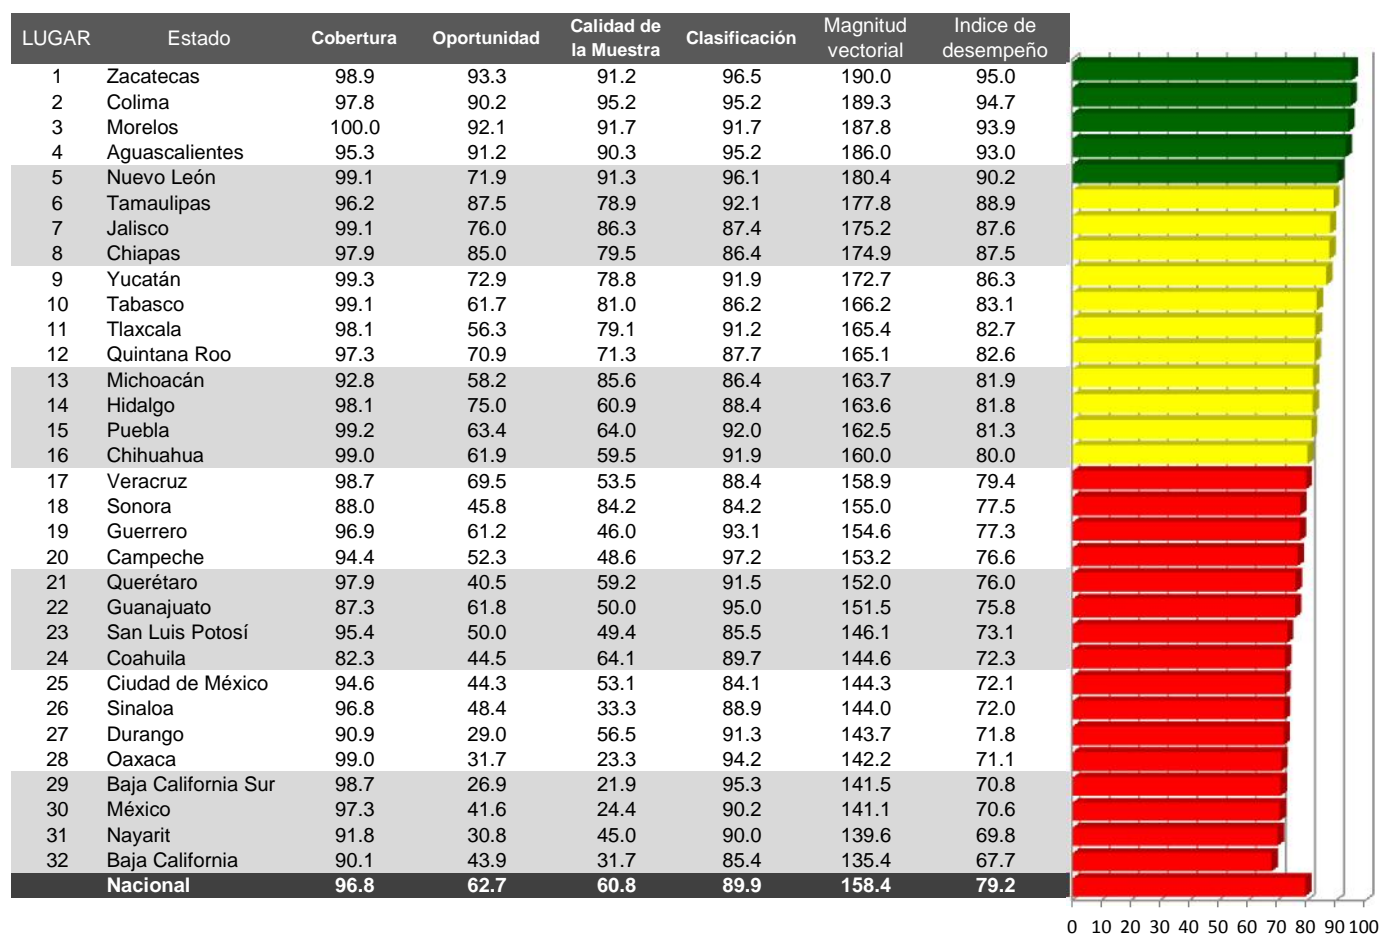 LUGAR Estado Cobertura Oportunidad Calidad de la Muestra Clasificación Magnitud vectorial Indice de desempeño
1 Zacatecas 98.9 93.3 91.2 96.5 190.0 95.0
2 Colima 97.8 90.2 95.2 95.2 189.3 94.7
3 Morelos 100.0 92.1 91.7 91.7 187.8 93.9
4 Aguascalientes 95.3 91.2 90.3 95.2 186.0 93.0
5 Nuevo León 99.1 71.9 91.3 96.1 180.4 90.2
6 Tamaulipas 96.2 87.5 78.9 92.1 177.8 88.9
7 Jalisco 99.1 76.0 86.3 87.4 175.2 87.6
8 Chiapas 97.9 85.0 79.5 86.4 174.9 87.5
9 Yucatán 99.3 72.9 78.8 91.9 172.7 86.3
10 Tabasco 99.1 61.7 81.0 86.2 166.2 83.1
11 Tlaxcala 98.1 56.3 79.1 91.2 165.4 82.7
12 Quintana Roo 97.3 70.9 71.3 87.7 165.1 82.6
13 Michoacán 92.8 58.2 85.6 86.4 163.7 81.9
14 Hidalgo 98.1 75.0 60.9 88.4 163.6 81.8
15 Puebla 99.2 63.4 64.0 92.0 162.5 81.3
16 Chihuahua 99.0 61.9 59.5 91.9 160.0 80.0
17 Veracruz 98.7 69.5 53.5 88.4 158.9 79.4
18 Sonora 88.0 45.8 84.2 84.2 155.0 77.5
19 Guerrero 96.9 61.2 46.0 93.1 154.6 77.3
20 Campeche 94.4 52.3 48.6 97.2 153.2 76.6
21 Querétaro 97.9 40.5 59.2 91.5 152.0 76.0
22 Guanajuato 87.3 61.8 50.0 95.0 151.5 75.8
23 San Luis Potosí 95.4 50.0 49.4 85.5 146.1 73.1
24 Coahuila 82.3 44.5 64.1 89.7 144.6 72.3
25 Ciudad de México 94.6 44.3 53.1 84.1 144.3 72.1
26 Sinaloa 96.8 48.4 33.3 88.9 144.0 72.0
27 Durango 90.9 29.0 56.5 91.3 143.7 71.8
28 Oaxaca 99.0 31.7 23.3 94.2 142.2 71.1
29 Baja California Sur 98.7 26.9 21.9 95.3 141.5 70.8
30 México 97.3 41.6 24.4 90.2 141.1 70.6
31 Nayarit 91.8 30.8 45.0 90.0 139.6 69.8
32 Baja California 90.1 43.9 31.7 85.4 135.4 67.7
Nacional 96.8 62.7 60.8 89.9 158.4 79.2
0 10 20 30 40 50 60 70 80 90 100